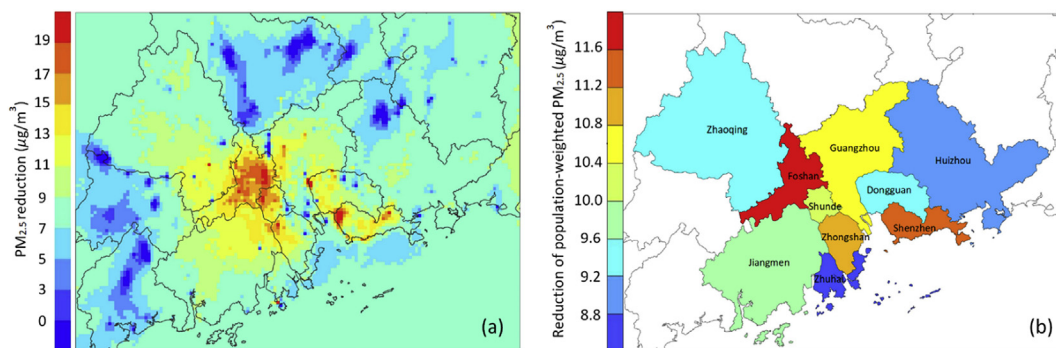 PM2.5 reduction (μg/m³)
19
17
15
13
11
9
7
5
3
0
(a)
Reduction of population-weighted PM2.5 (μg/m³)
11.6
11.2
10.8
10.4
10.0
9.6
9.2
8.8
Zhaoqing
Guangzhou
Huizhou
Foshan
Dongguan
Shunde
Shenzhen
Zhongshan
Jiangmen
Zhuhai
(b)